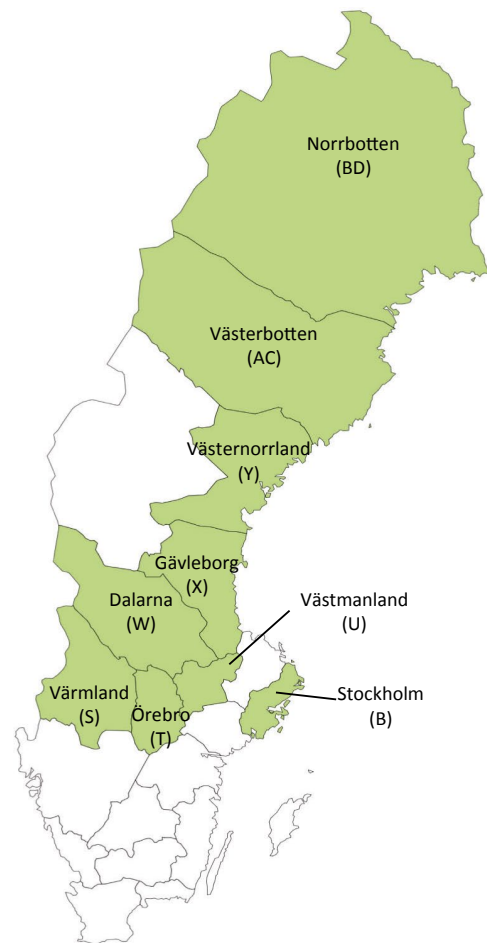 Norrbotten
(BD)
Västerbotten
(AC)
Västernorrland
(Y)
Gävleborg
(X)
Dalarna
(W)
Västmanland
(U)
Värmland
(S)
Örebro
(T)
Stockholm
(B)